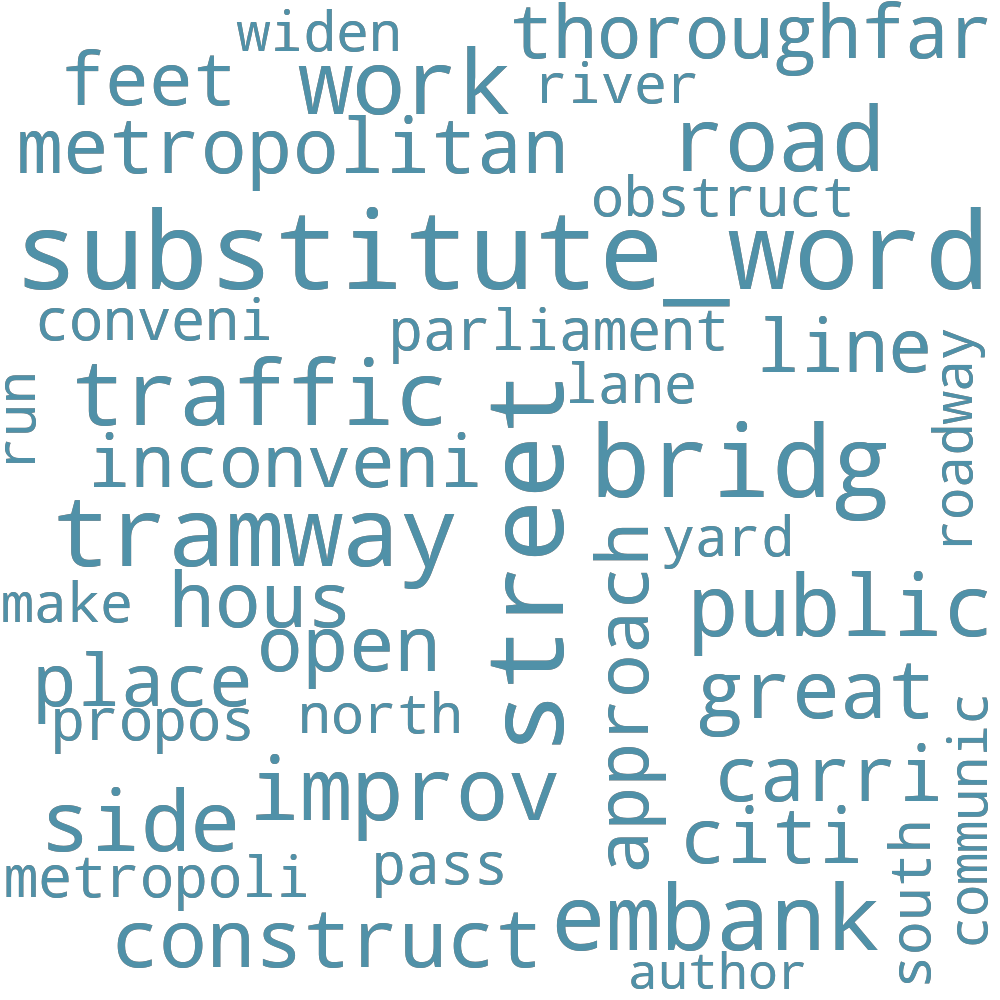 widen
thoroughfar
feet
work
river
metropolitan
road
obstruct
substitute_word
conveni
parliament
line
traffic
lane
run
street
roadway
inconveni
bridg
tramway
approach
yard
make
hous
public
open
place
great
propos
north
improv
carri
communic
side
citi
south
metropoli
pass
construct
embank
author